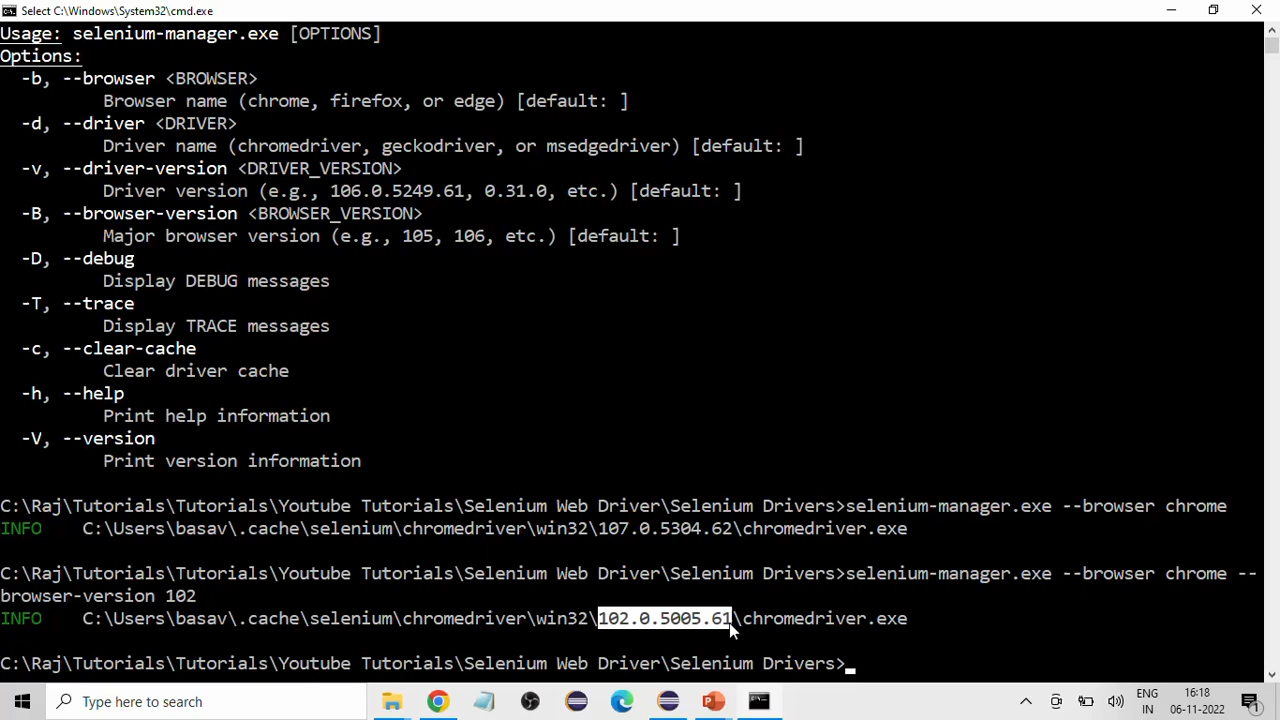 Select C:\Windows\System32\cmd.exe
Usage: selenium-manager.exe [OPTIONS]
Options:
-b, --browser <BROWSER>
Browser name (chrome, firefox, or edge) [default: ]
-d, --driver <DRIVER>
Driver name (chromedriver, geckodriver, or msedgedriver) [default: ]
-v, --driver-version <DRIVER_VERSION>
Driver version (e.g., 106.0.5249.61, 0.31.0, etc.) [default: ]
-B, --browser-version <BROWSER_VERSION>
Major browser version (e.g., 105, 106, etc.) [default: ]
-D, --debug
Display DEBUG messages
-T, --trace
Display TRACE messages
-c, --clear-cache
Clear driver cache
-h, --help
Print help information
-V, --version
Print version information
C:\Raj\Tutorials\Tutorials\Youtube Tutorials\Selenium Web Driver\Selenium Drivers>selenium-manager.exe --browser chrome
INFO C:\Users\basav\.cache\selenium\chromedriver\win32\107.0.5304.62\chromedriver.exe
C:\Raj\Tutorials\Tutorials\Youtube Tutorials\Selenium Web Driver\Selenium Drivers>selenium-manager.exe --browser chrome --
browser-version 102
INFO C:\Users\basav\.cache\selenium\chromedriver\win32\102.0.5005.61\chromedriver.exe
C:\Raj\Tutorials\Tutorials\Youtube Tutorials\Selenium Web Driver\Selenium Drivers>
Type here to search
ENG
IN
16:18
06-11-2022
1